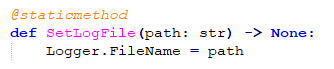 @staticmethod
def SetLogFile(path: str) -> None:
    Logger.FileName = path